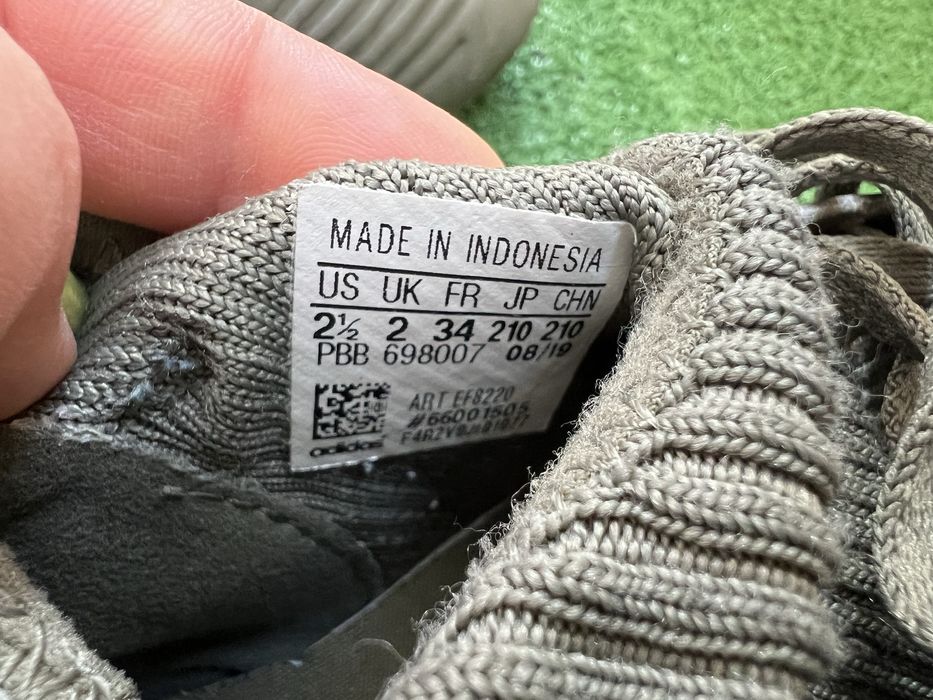 MADE IN INDONESIA
US UK FR JP CHN
2½ 2 34 210 210
PBB 698007 08/19
ART EF8220
#66001505
adidas